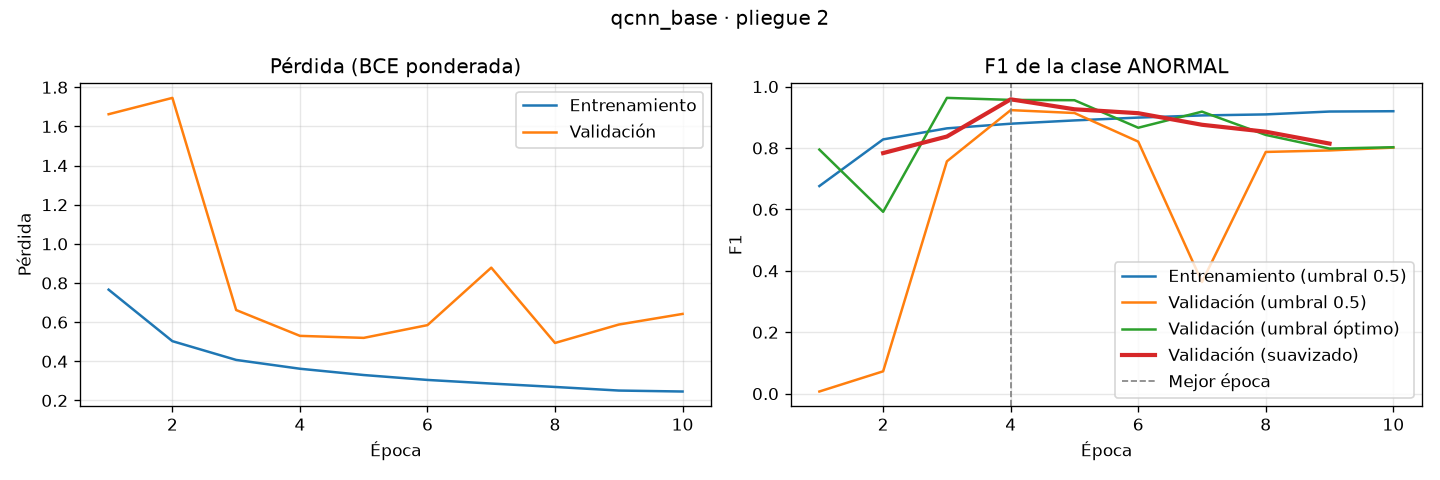 qcnn_base · pliegue 2
Pérdida (BCE ponderada)
1.8
1.6
1.4
1.2
1.0
0.8
0.6
0.4
0.2
Pérdida
2
4
6
8
10
Época
Entrenamiento
Validación
F1 de la clase ANORMAL
1.0
0.8
0.6
0.4
0.2
0.0
F1
2
4
6
8
10
Época
Entrenamiento (umbral 0.5)
Validación (umbral 0.5)
Validación (umbral óptimo)
Validación (suavizado)
Mejor época